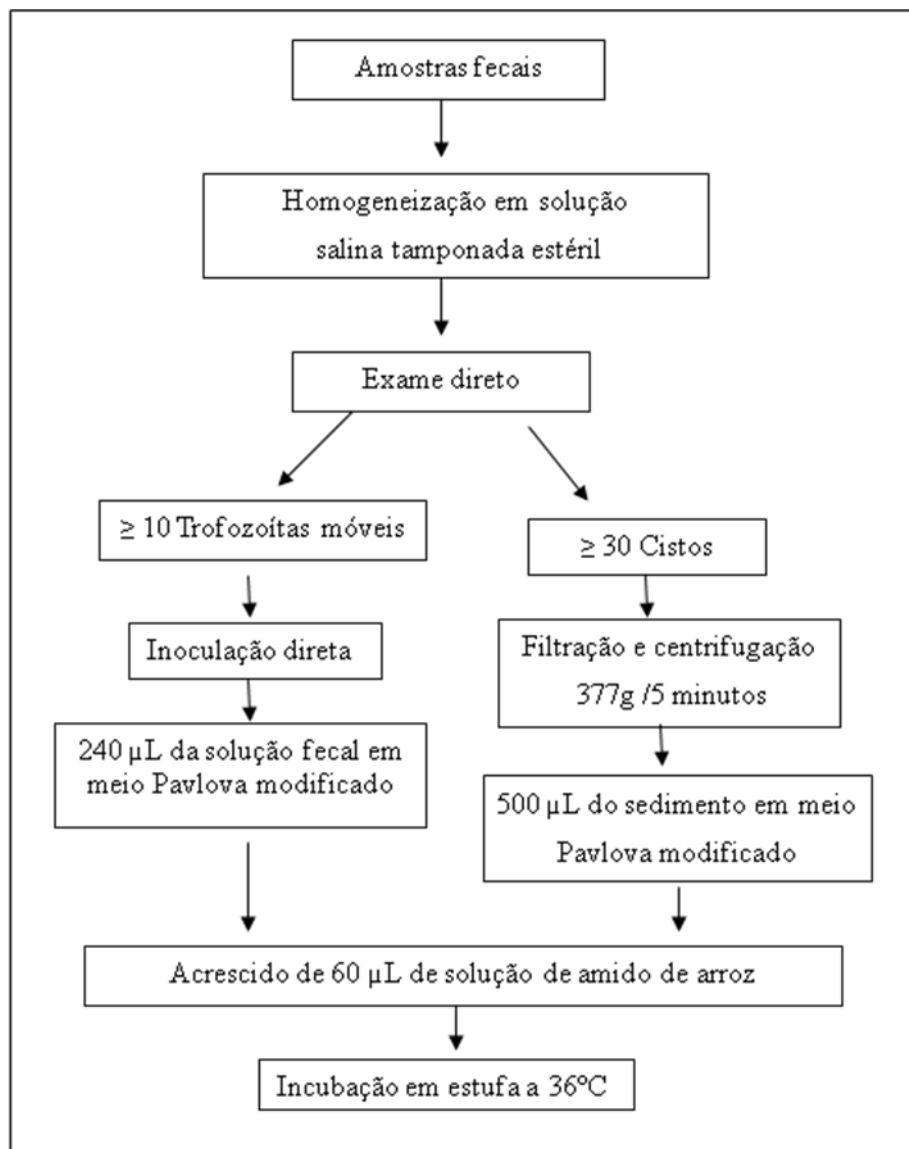 Amostras fecais
Homogeneização em solução
salina tamponada estéril
Exame direto
≥ 10 Trofozoítas móveis
≥ 30 Cistos
Inoculação direta
Filtração e centrifugação
377g /5 minutos
240 µL da solução fecal em
meio Pavlova modificado
500 µL do sedimento em meio
Pavlova modificado
Acrescido de 60 µL de solução de amido de arroz
Incubação em estufa a 36°C